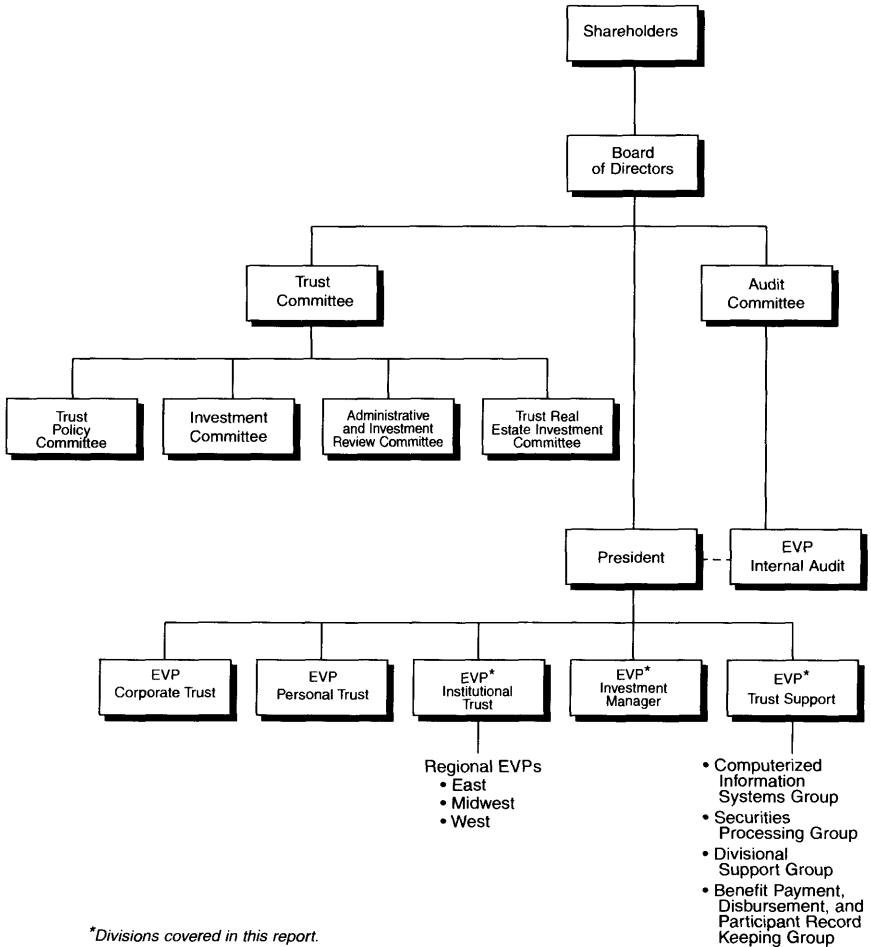 Shareholders
Board
of Directors
Trust
Committee
Audit
Committee
Trust
Policy
Committee
Investment
Committee
Administrative
and Investment
Review Committee
Trust Real
Estate Investment
Committee
President
EVP
Internal Audit
EVP
Corporate Trust
EVP
Personal Trust
EVP*
Institutional
Trust
EVP*
Investment
Manager
EVP*
Trust Support
Regional EVPs
• East
• Midwest
• West
• Computerized
Information
Systems Group
• Securities
Processing Group
• Divisional
Support Group
• Benefit Payment,
Disbursement, and
Participant Record
Keeping Group
*Divisions covered in this report.